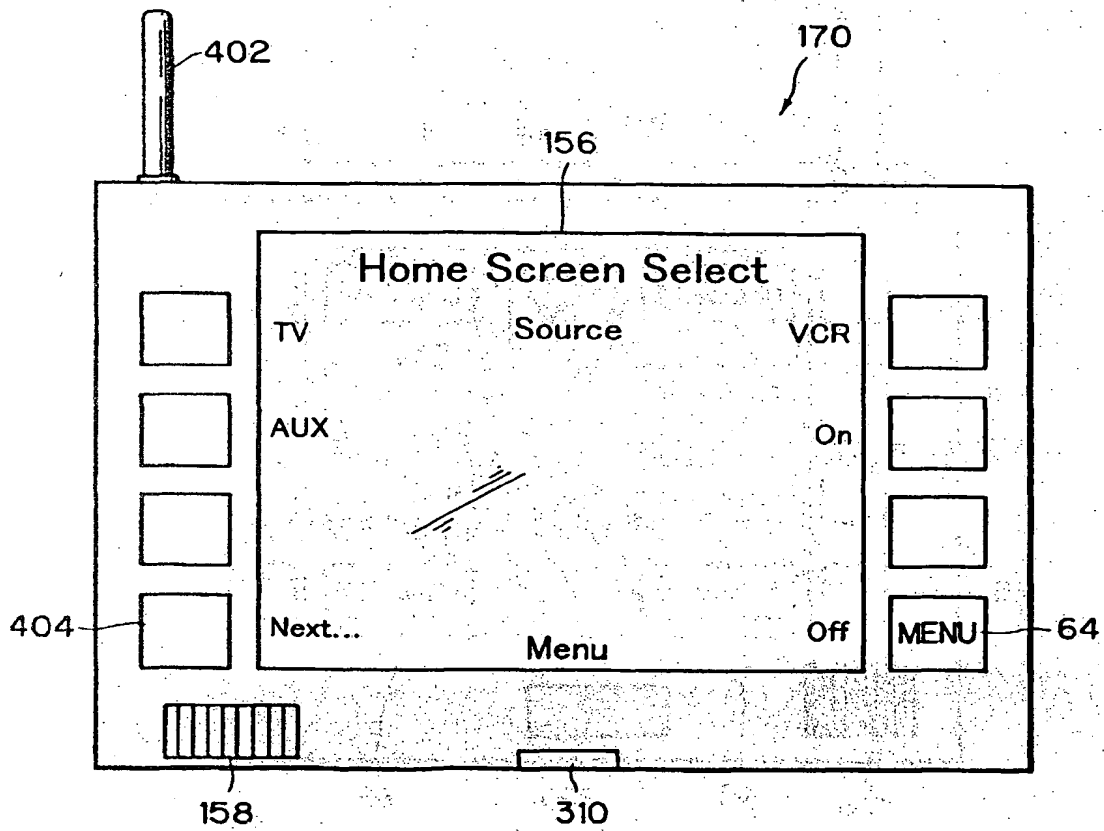 402
170
156
Home Screen Select
TV
Source
VCR
AUX
On
404
Next...
Menu
Off
MENU
64
158
310